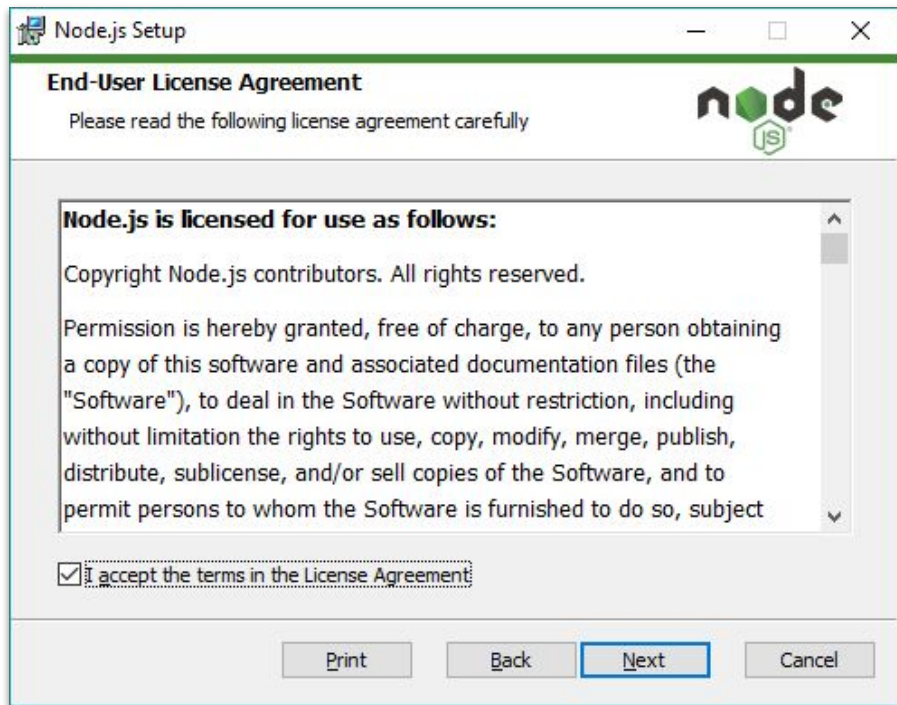 Node.js Setup
End-User License Agreement
Please read the following license agreement carefully
node
JS
Node.js is licensed for use as follows:
Copyright Node.js contributors. All rights reserved.
Permission is hereby granted, free of charge, to any person obtaining
a copy of this software and associated documentation files (the
"Software"), to deal in the Software without restriction, including
without limitation the rights to use, copy, modify, merge, publish,
distribute, sublicense, and/or sell copies of the Software, and to
permit persons to whom the Software is furnished to do so, subject
I accept the terms in the License Agreement
Print Back Next Cancel